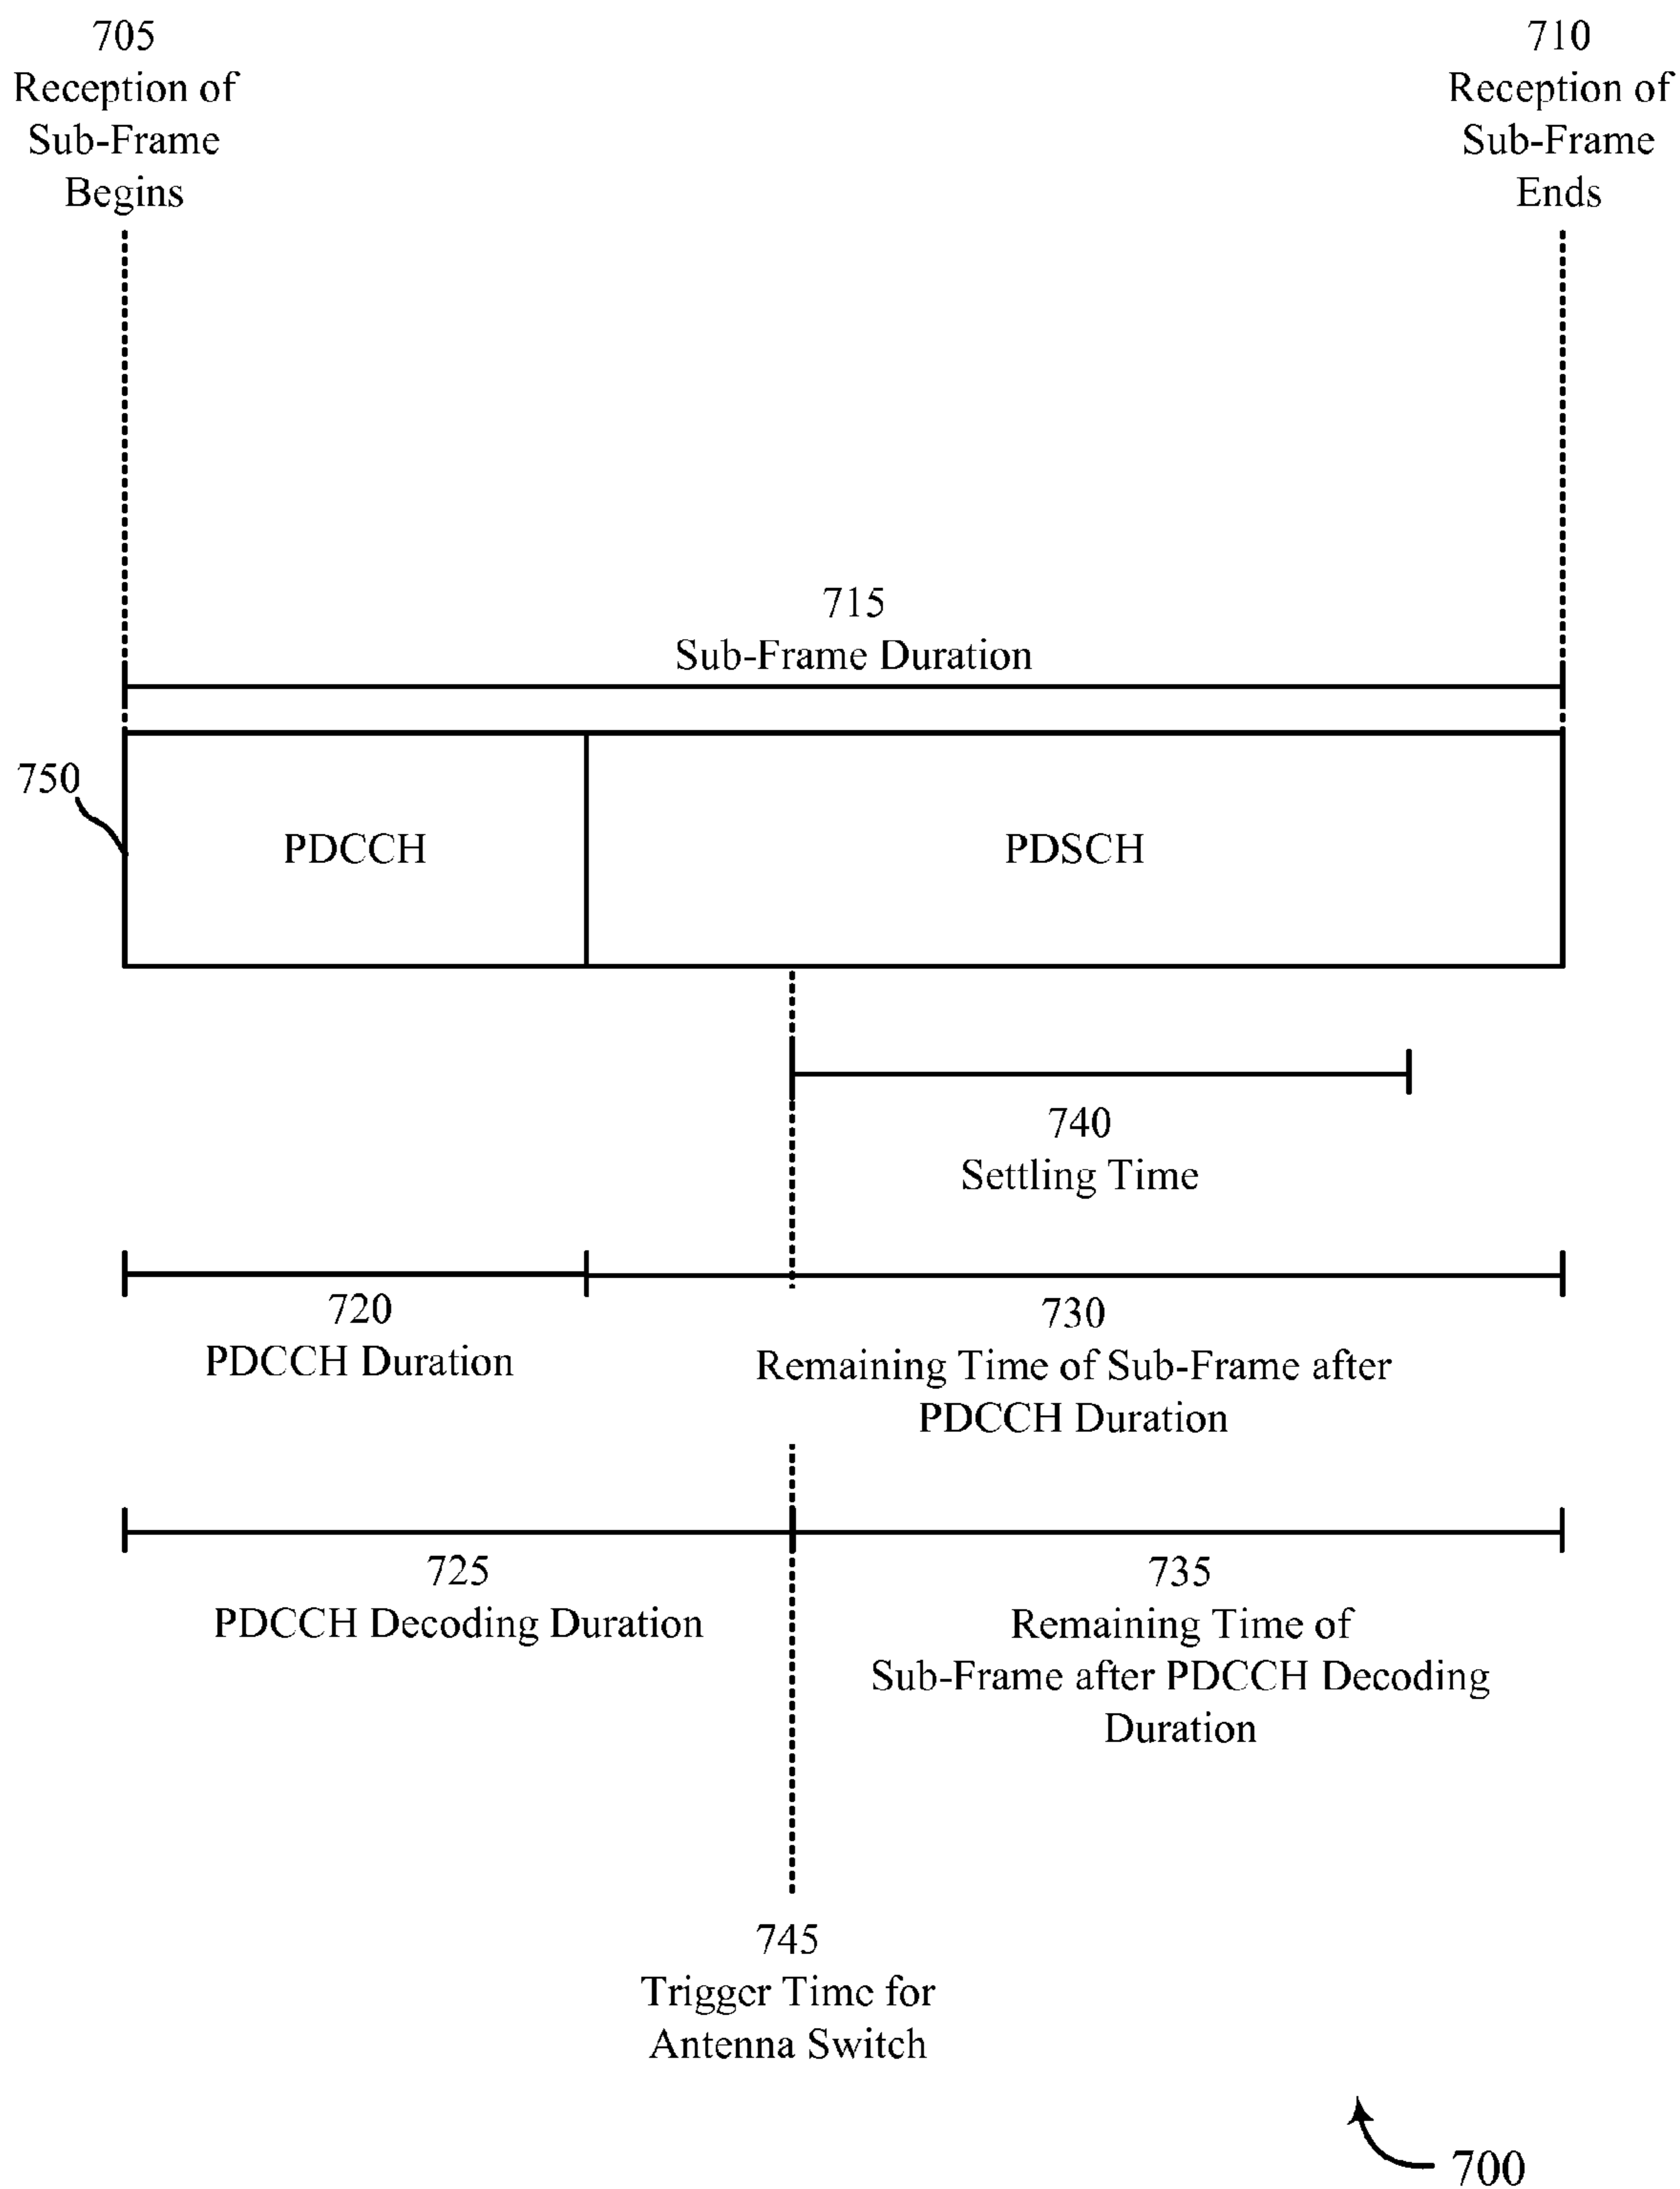 705
Reception of
Sub-Frame
Begins
710
Reception of
Sub-Frame
Ends
715
Sub-Frame Duration
750
PDCCH
PDSCH
740
Settling Time
720
PDCCH Duration
730
Remaining Time of Sub-Frame after
PDCCH Duration
725
PDCCH Decoding Duration
735
Remaining Time of
Sub-Frame after PDCCH Decoding
Duration
745
Trigger Time for
Antenna Switch
700